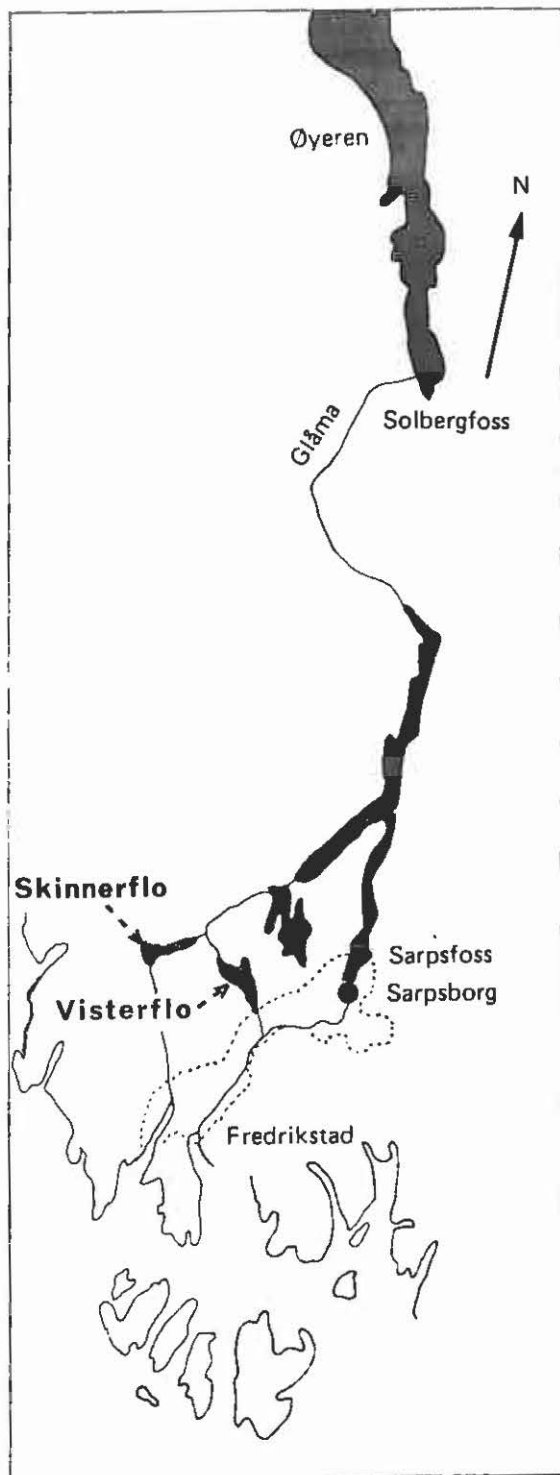 Øyeren
N
Solbergfoss
Glåma
Skinnerflo
Sarpsfoss
Sarpsborg
Visterflo
Fredrikstad